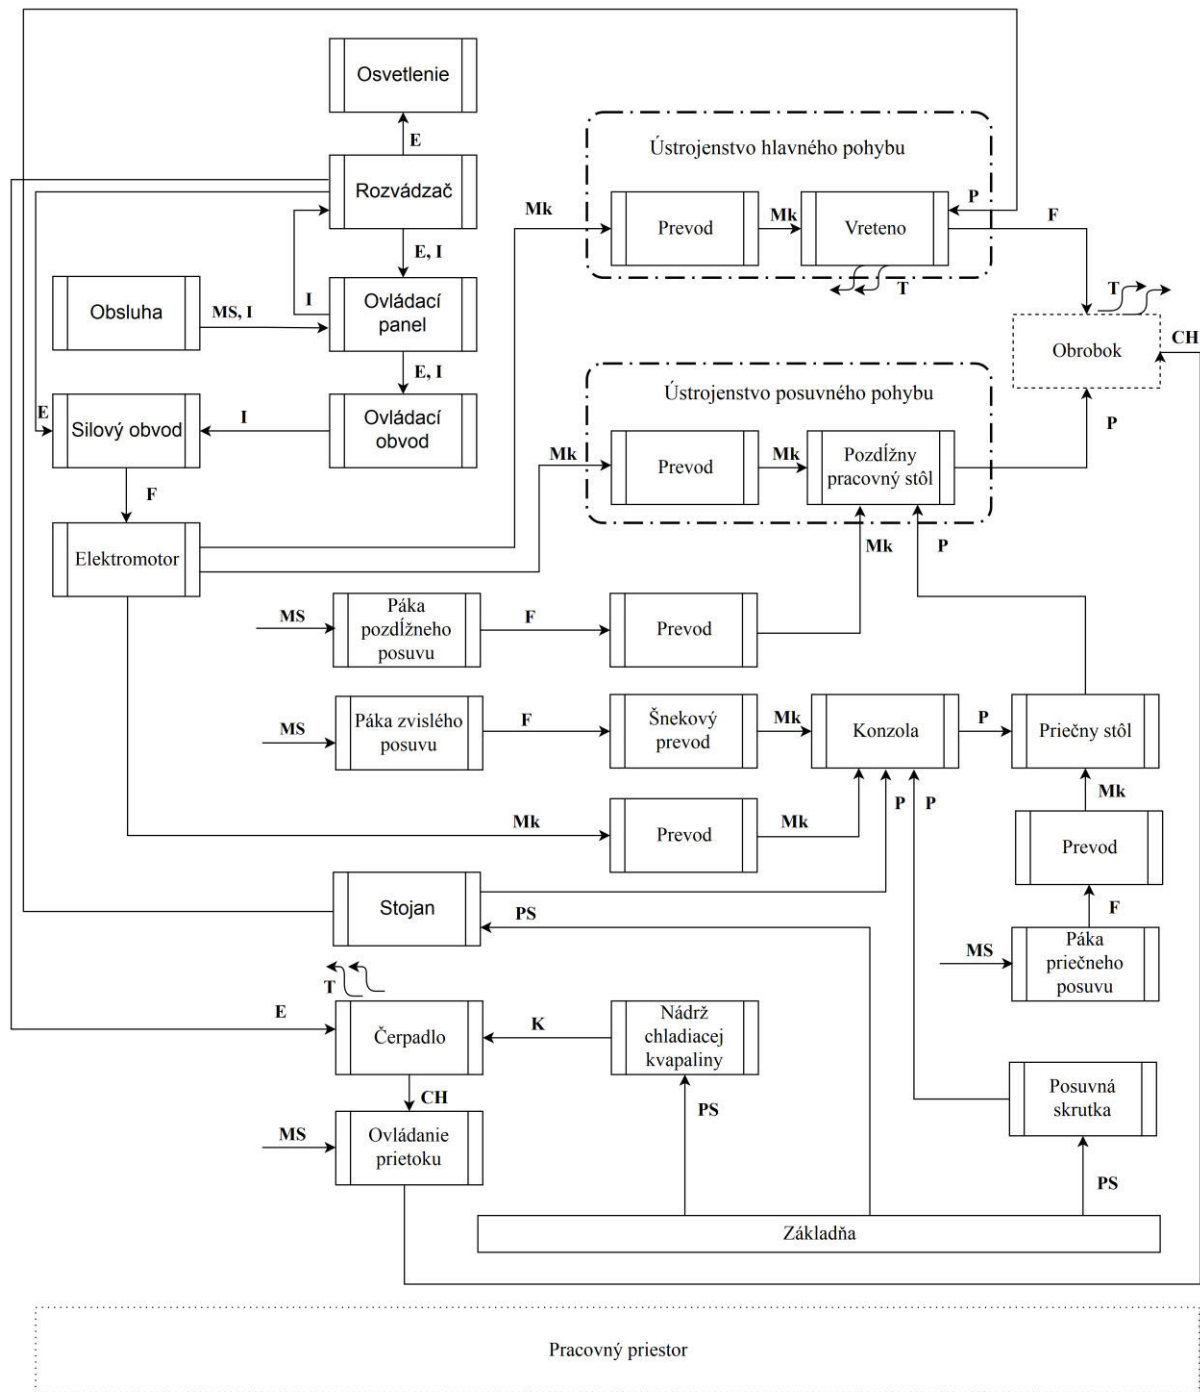 Osvetlenie
E
Rozvádzač
E, I
Obsluha
MS, I
I
Ovládací
panel
E, I
E
Silový obvod
I
Ovládací
obvod
F
Elektromotor
Ústrojenstvo hlavného pohybu
Mk
Prevod
Mk
Vreteno
P
F
T
T
Obrobok
CH
P
Ústrojenstvo posuvného pohybu
Mk
Prevod
Mk
Pozdĺžny
pracovný stôl
Mk
P
MS
Páka
pozdĺžneho
posuvu
F
Prevod
MS
Páka zvislého
posuvu
F
Šnekový
prevod
Mk
Konzola
P
Priečny stôl
Mk
Prevod
Mk
P
P
Mk
Prevod
F
MS
Páka
priečneho
posuvu
Stojan
PS
T
E
Čerpadlo
K
Nádrž
chladiacej
kvapaliny
CH
PS
Posuvná
skrutka
MS
Ovládanie
prietoku
PS
Základňa
Pracovný priestor